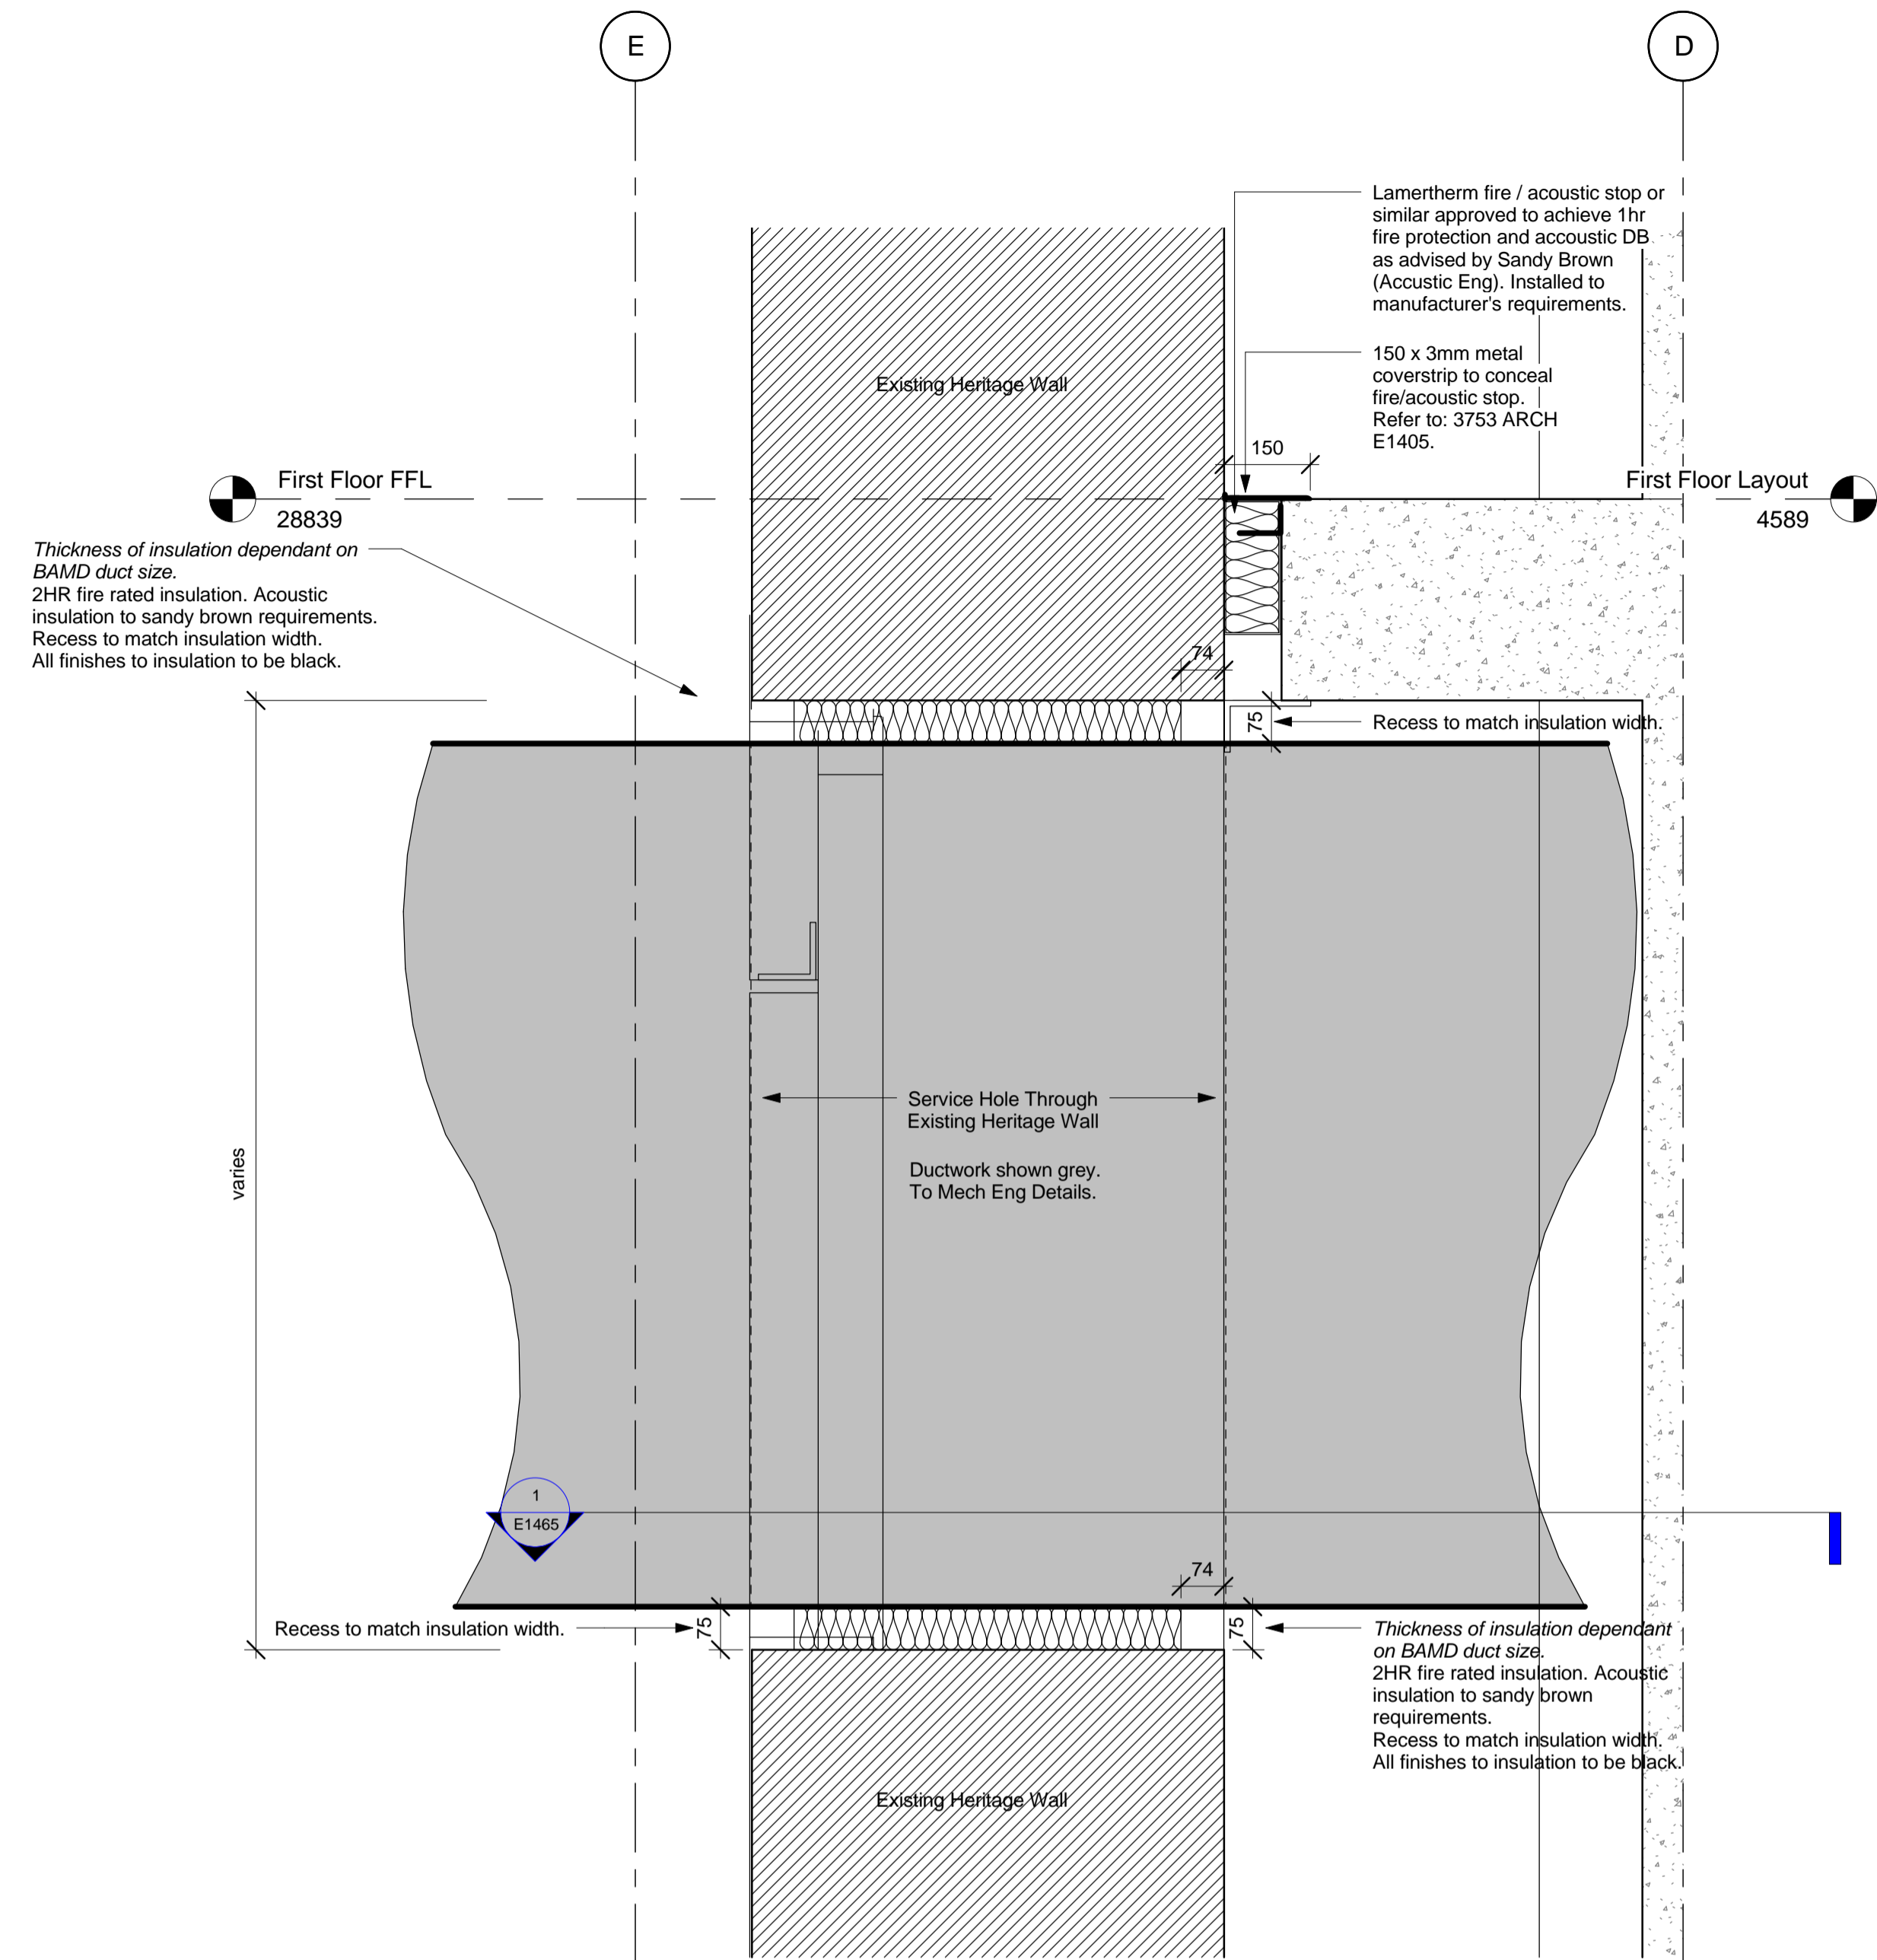 E
D
Lamertherm fire / acoustic stop or
similar approved to achieve 1hr
fire protection and accoustic DB
as advised by Sandy Brown
(Accustic Eng). Installed to
manufacturer's requirements.
Existing Heritage Wall
150 x 3mm metal
coverstrip to conceal
fire/acoustic stop.
Refer to: 3753 ARCH
E1405.
150
First Floor FFL
28839
First Floor Layout
4589
Thickness of insulation dependant on
BAMD duct size.
2HR fire rated insulation. Acoustic
insulation to sandy brown requirements.
Recess to match insulation width.
All finishes to insulation to be black.
74
75
Recess to match insulation width.
varies
Service Hole Through
Existing Heritage Wall
Ductwork shown grey.
To Mech Eng Details.
1
E1465
74
Recess to match insulation width.
75
75
Thickness of insulation dependant
on BAMD duct size.
2HR fire rated insulation. Acoustic
insulation to sandy brown
requirements.
Recess to match insulation width.
All finishes to insulation to be black.
Existing Heritage Wall